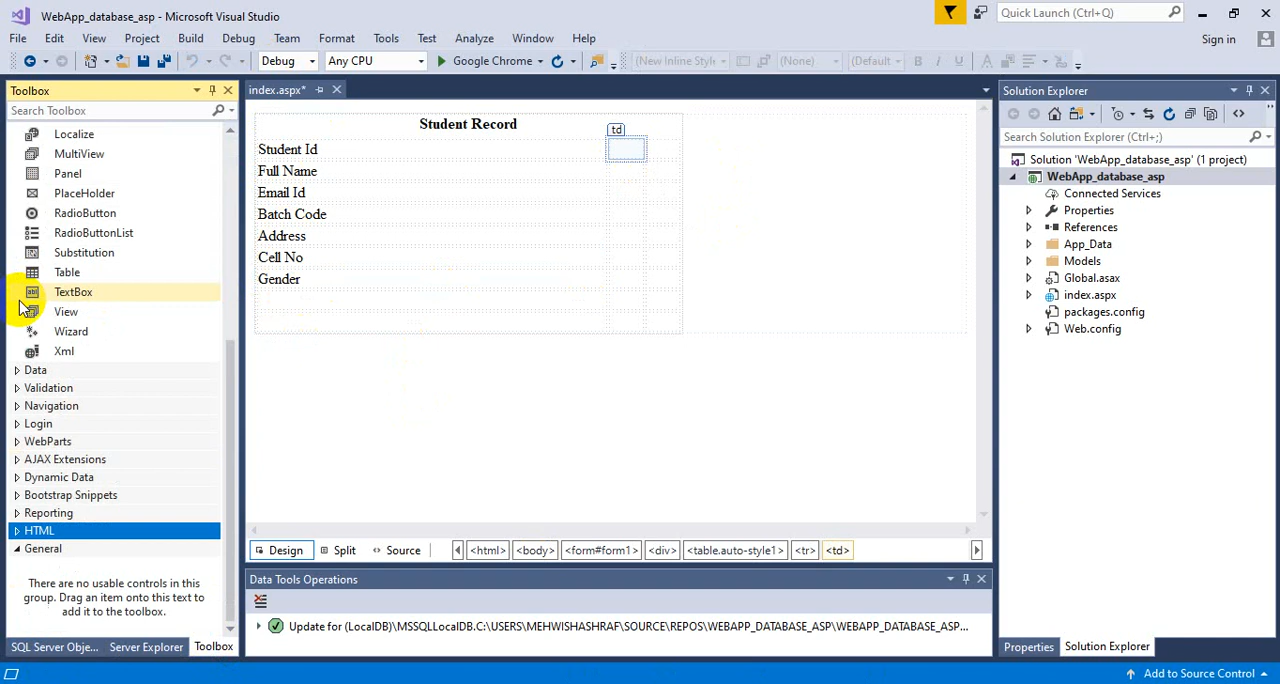 WebApp_database_asp - Microsoft Visual Studio
Quick Launch (Ctrl+Q)
File Edit View Project Build Debug Team Format Tools Test Analyze Window Help
Sign in
Debug Any CPU Google Chrome (New Inline Style (None) (Default B I U A
Toolbox
Search Toolbox
Localize
MultiView
Panel
PlaceHolder
RadioButton
RadioButtonList
Substitution
Table
TextBox
View
Wizard
Xml
Data
Validation
Navigation
Login
WebParts
AJAX Extensions
Dynamic Data
Bootstrap Snippets
Reporting
HTML
General
There are no usable controls in this
group. Drag an item onto this text to
add it to the toolbox.
SQL Server Obje... Server Explorer Toolbox
index.aspx*
Student Record
td
Student Id
Full Name
Email Id
Batch Code
Address
Cell No
Gender
Design Split Source <html> <body> <form#form1> <div> <table.auto-style1> <tr> <td>
Data Tools Operations
Update for (LocalDB)\MSSQLLocalDB.C:\USERS\MEHWISHASHRAF\SOURCE\REPOS\WEBAPP_DATABASE_ASP\WEBAPP_DATABASE_ASP...
Solution Explorer
Search Solution Explorer (Ctrl+;)
Solution 'WebApp_database_asp' (1 project)
WebApp_database_asp
Connected Services
Properties
References
App_Data
Models
Global.asax
index.aspx
packages.config
Web.config
Properties Solution Explorer
Add to Source Control